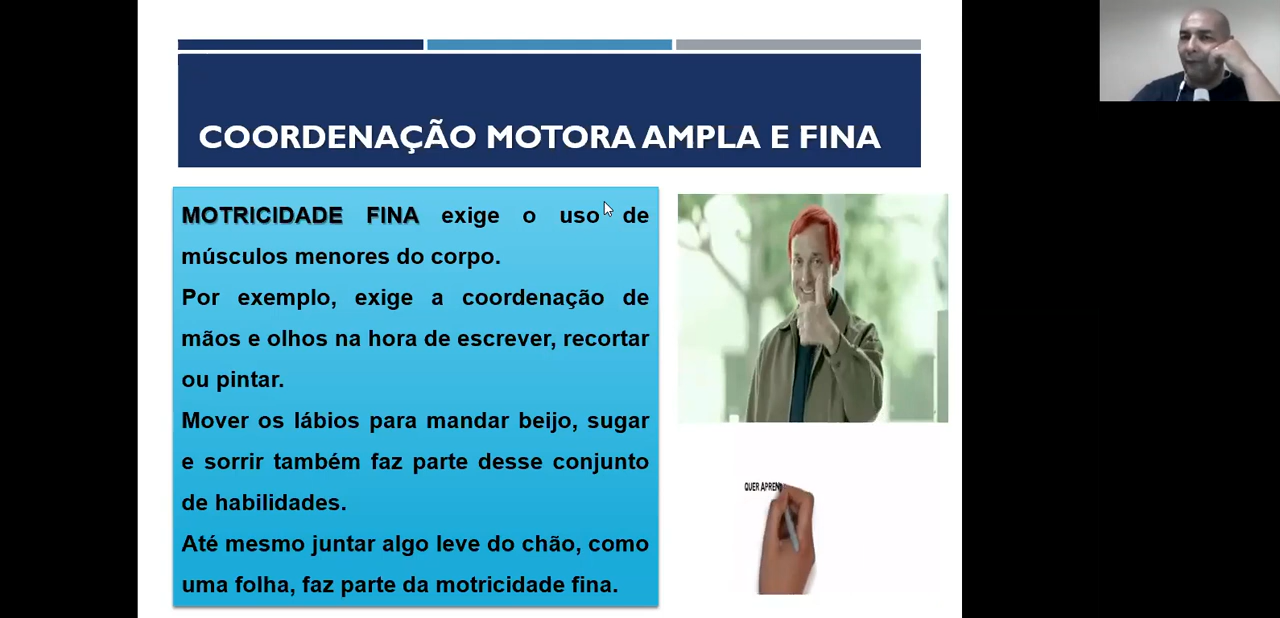 COORDENAÇÃO MOTORA AMPLA E FINA
MOTRICIDADE FINA exige o uso de
músculos menores do corpo.
Por exemplo, exige a coordenação de
mãos e olhos na hora de escrever, recortar
ou pintar.
Mover os lábios para mandar beijo, sugar
e sorrir também faz parte desse conjunto
de habilidades.
Até mesmo juntar algo leve do chão, como
uma folha, faz parte da motricidade fina.
QUER APREN